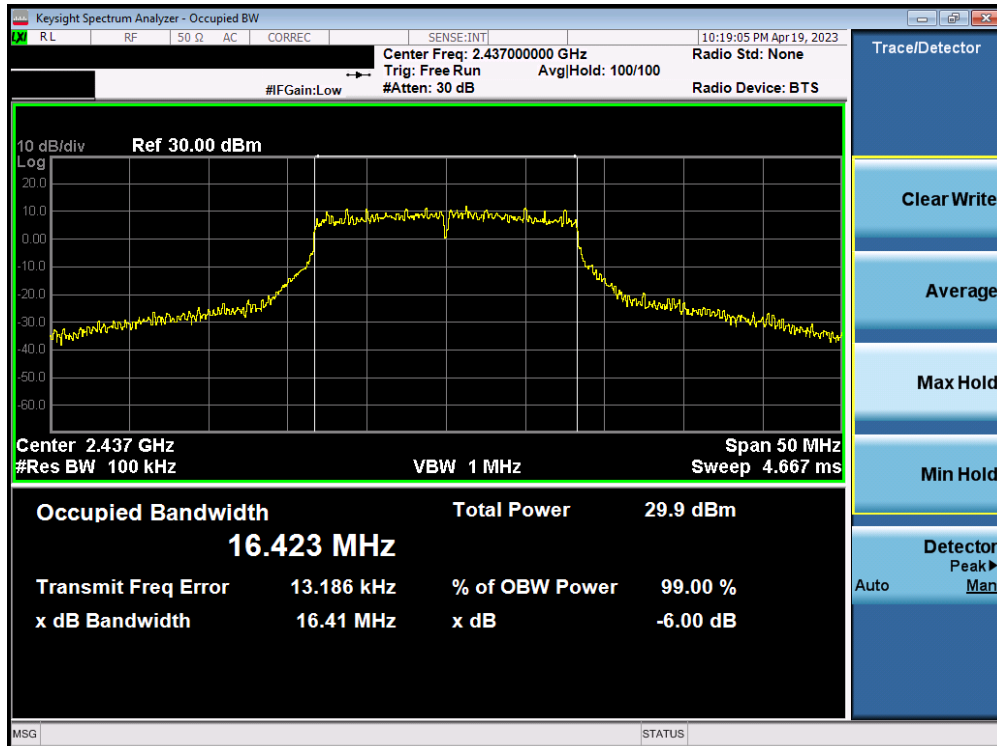 Keysight Spectrum Analyzer - Occupied BW
LXI RL RF 50 Ω AC CORREC SENSE:INT 10:19:05 PM Apr 19, 2023
Center Freq: 2.437000000 GHz Radio Std: None
Trig: Free Run Avg|Hold: 100/100
#IFGain:Low #Atten: 30 dB Radio Device: BTS
10 dB/div Ref 30.00 dBm
Log
20.0
10.0
0.00
-10.0
-20.0
-30.0
-40.0
-50.0
-60.0
Center 2.437 GHz Span 50 MHz
#Res BW 100 kHz VBW 1 MHz Sweep 4.667 ms
Occupied Bandwidth Total Power 29.9 dBm
16.423 MHz
Transmit Freq Error 13.186 kHz % of OBW Power 99.00 %
x dB Bandwidth 16.41 MHz x dB -6.00 dB
MSG STATUS
Trace/Detector
Clear Write
Average
Max Hold
Min Hold
Detector
Peak▶
Auto Man